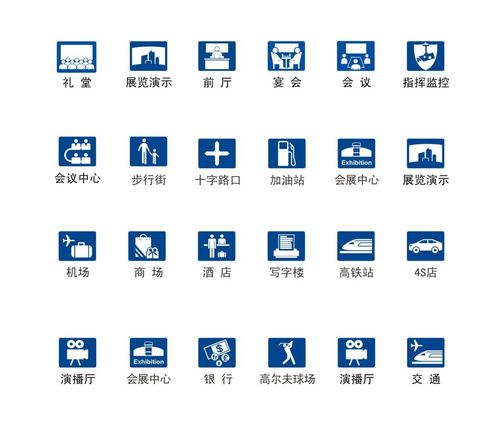 礼 堂
展览演示
前 厅
宴 会
会 议
指挥监控
会议中心
步行街
十字路口
加油站
Exhibition
会展中心
展览演示
机场
商 场
酒 店
写字楼
高铁站
4S店
演播厅
Exhibition
会展中心
银 行
高尔夫球场
演播厅
交 通